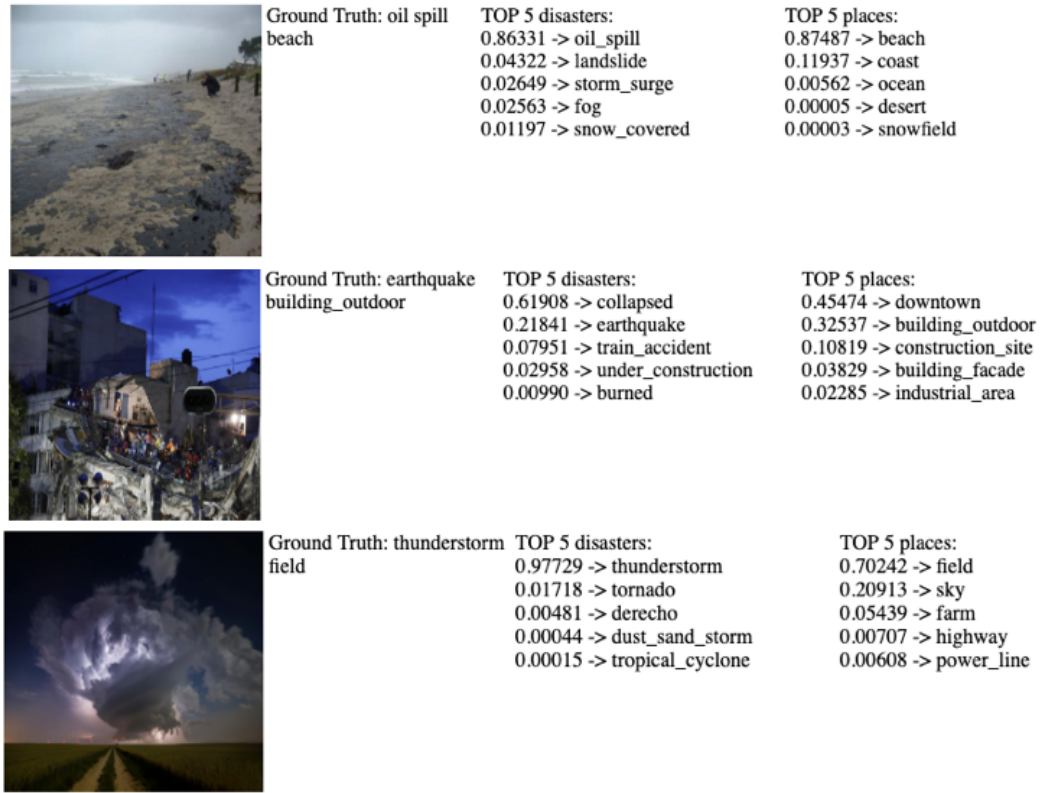 Ground Truth: oil spill
beach
TOP 5 disasters:
0.86331 -> oil_spill
0.04322 -> landslide
0.02649 -> storm_surge
0.02563 -> fog
0.01197 -> snow_covered
TOP 5 places:
0.87487 -> beach
0.11937 -> coast
0.00562 -> ocean
0.00005 -> desert
0.00003 -> snowfield
Ground Truth: earthquake
building_outdoor
TOP 5 disasters:
0.61908 -> collapsed
0.21841 -> earthquake
0.07951 -> train_accident
0.02958 -> under_construction
0.00990 -> burned
TOP 5 places:
0.45474 -> downtown
0.32537 -> building_outdoor
0.10819 -> construction_site
0.03829 -> building_facade
0.02285 -> industrial_area
Ground Truth: thunderstorm
field
TOP 5 disasters:
0.97729 -> thunderstorm
0.01718 -> tornado
0.00481 -> derecho
0.00044 -> dust_sand_storm
0.00015 -> tropical_cyclone
TOP 5 places:
0.70242 -> field
0.20913 -> sky
0.05439 -> farm
0.00707 -> highway
0.00608 -> power_line